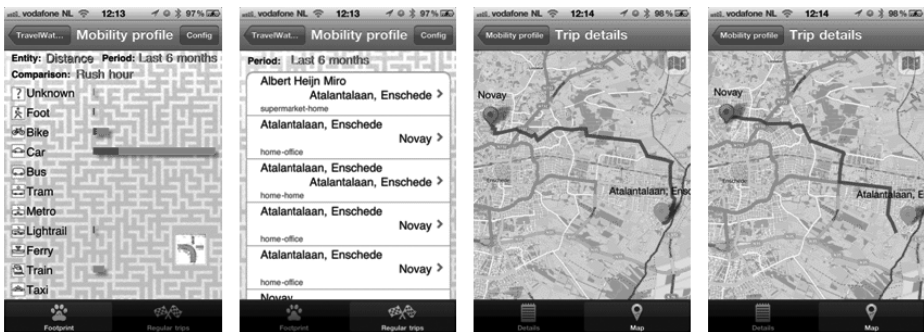 vodafone NL 12:13 97%
TravelWat... Mobility profile Config
Entity: Distance Period: Last 6 months
Comparison: Rush hour
? Unknown
Foot
Bike
Car
Bus
Tram
Metro
Lightrail
Ferry
Train
Taxi
Footprint Regular trips
vodafone NL 12:13 97%
TravelWat... Mobility profile Config
Period: Last 6 months
Albert Heijn Miro
Atalantalaan, Enschede >
supermarket-home
Atalantalaan, Enschede
Novay >
home-office
Atalantalaan, Enschede
Atalantalaan, Enschede >
home-home
Atalantalaan, Enschede
Novay >
home-office
Atalantalaan, Enschede
Novay >
home-office
Novay
Footprint Regular trips
vodafone NL 12:14 98%
Mobility profile Trip details
Novay
Enschede
Atalantalaan, Ensc
Details Map
vodafone NL 12:14 98%
Mobility profile Trip details
Novay
Enschede
Atalantalaan, E
Details Map